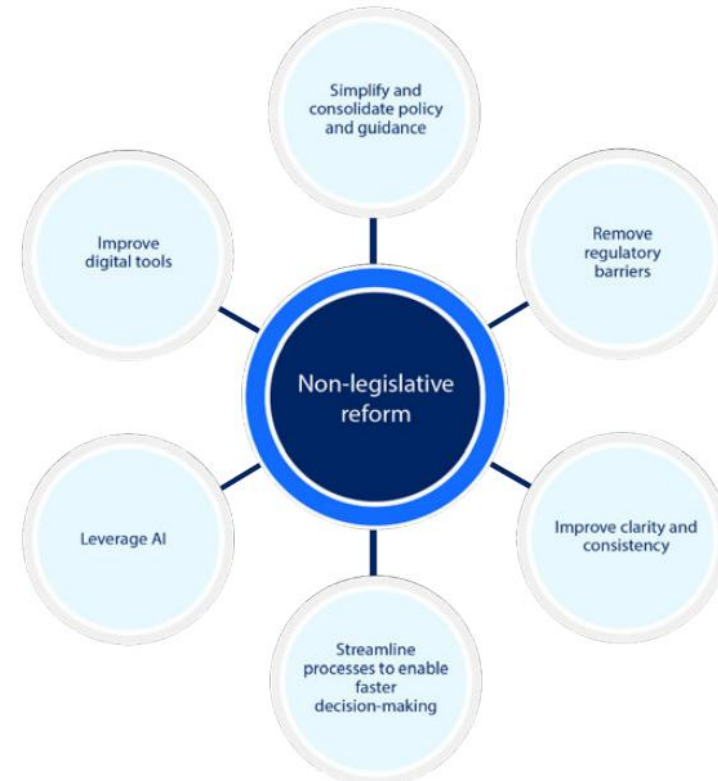 Simplify and
consolidate policy
and guidance
Improve
digital tools
Remove
regulatory
barriers
Non-legislative
reform
Leverage AI
Improve clarity and
consistency
Streamline
processes to enable
faster
decision-making